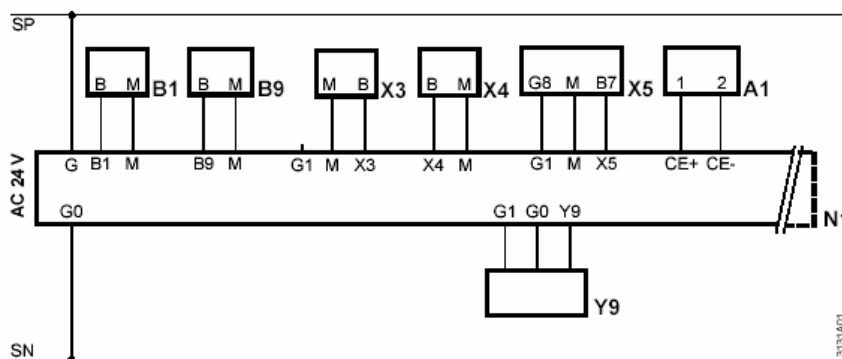 SP
B M B1
B M B9
M B X3
B M X4
G8 M B7 X5
1 2 A1
AC 24 V
G B1 M B9 M G1 M X3 X4 M G1 M X5 CE+ CE-
G0 G1 G0 Y9
N1
Y9
SN
3131A01